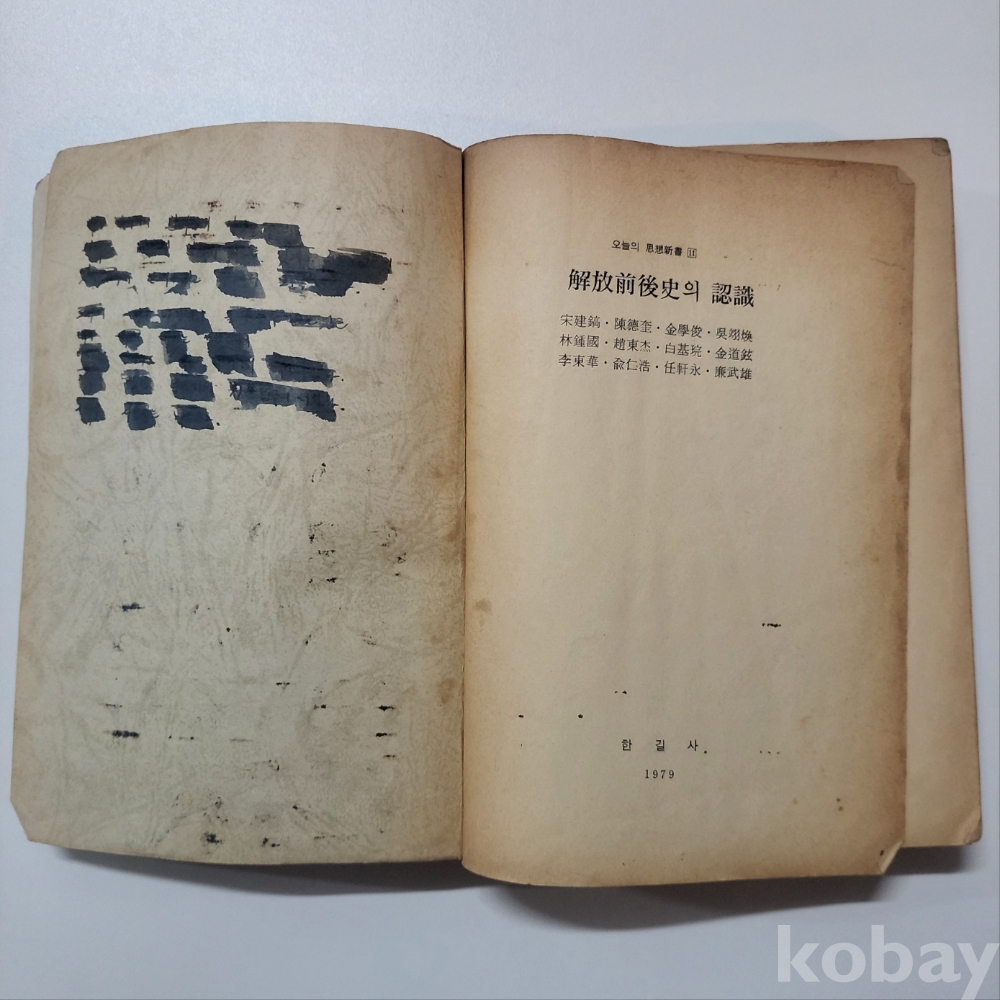 오늘의 思想新書 11
解放前後史의 認識
宋建鎬·陳德奎·金學俊·吳翊煥
林鍾國·趙東杰·白基琓·金道鉉
李東華·兪仁浩·任軒永·廉武雄
한길사
1979
kobay